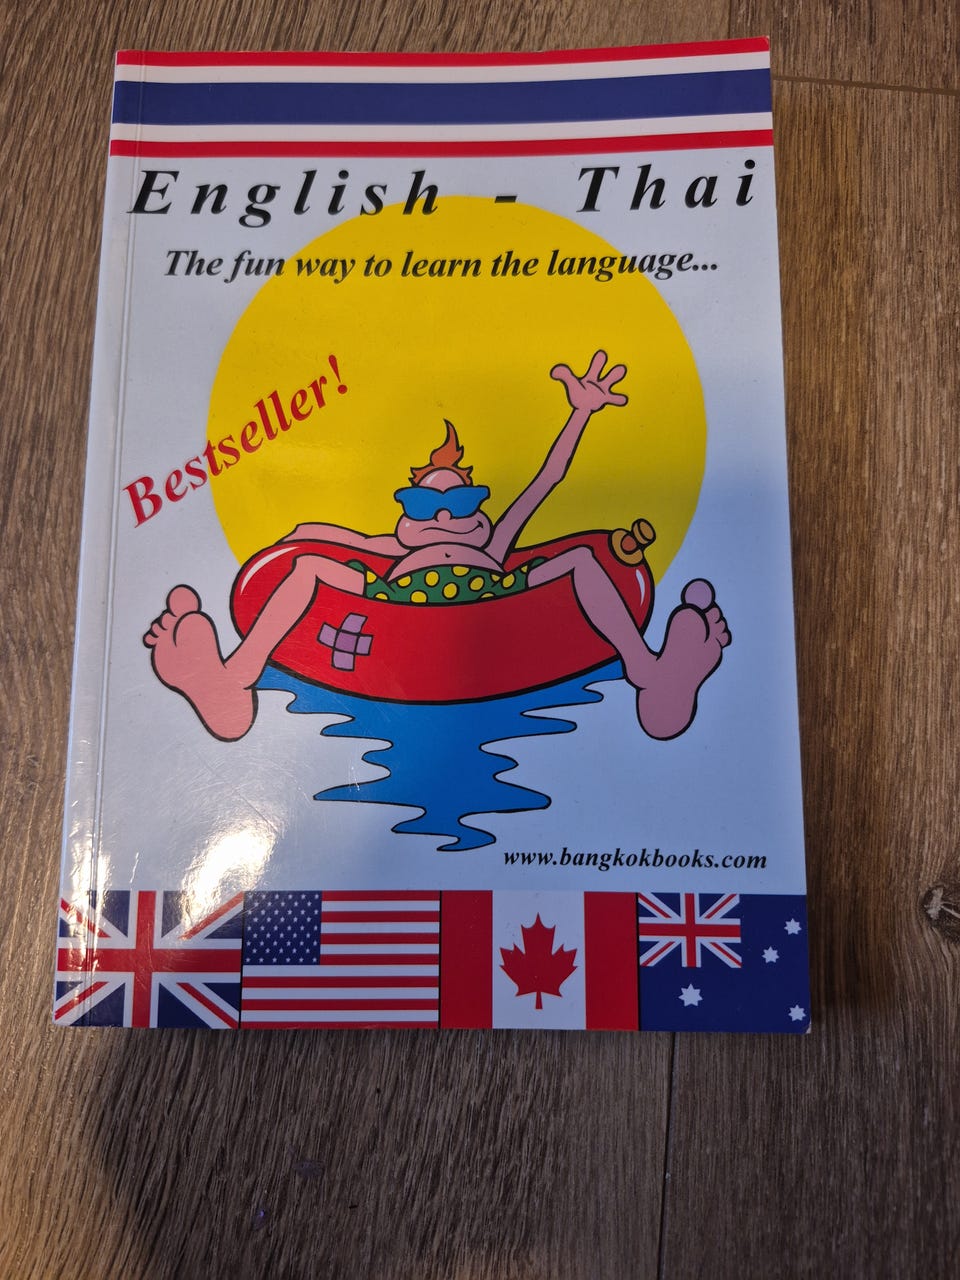 English - Thai
The fun way to learn the language...
Bestseller!
www.bangkokbooks.com